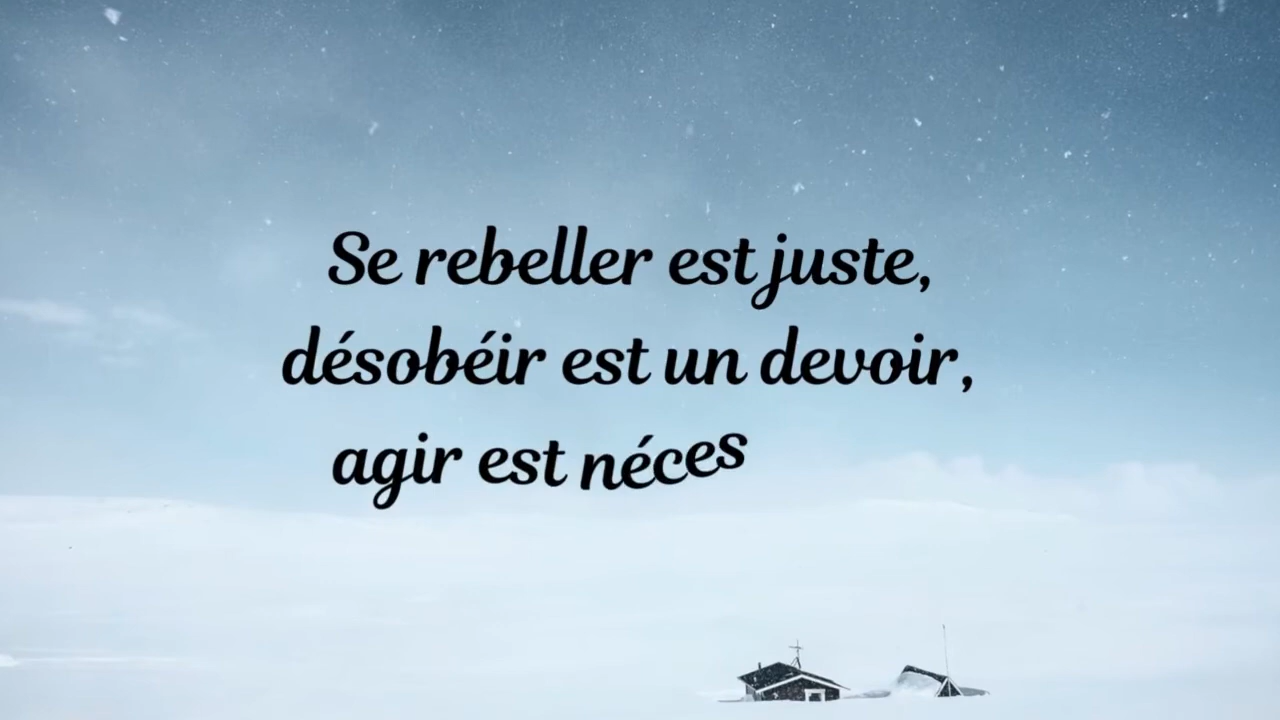 Se rebeller est juste,
désobéir est un devoir,
agir est néces